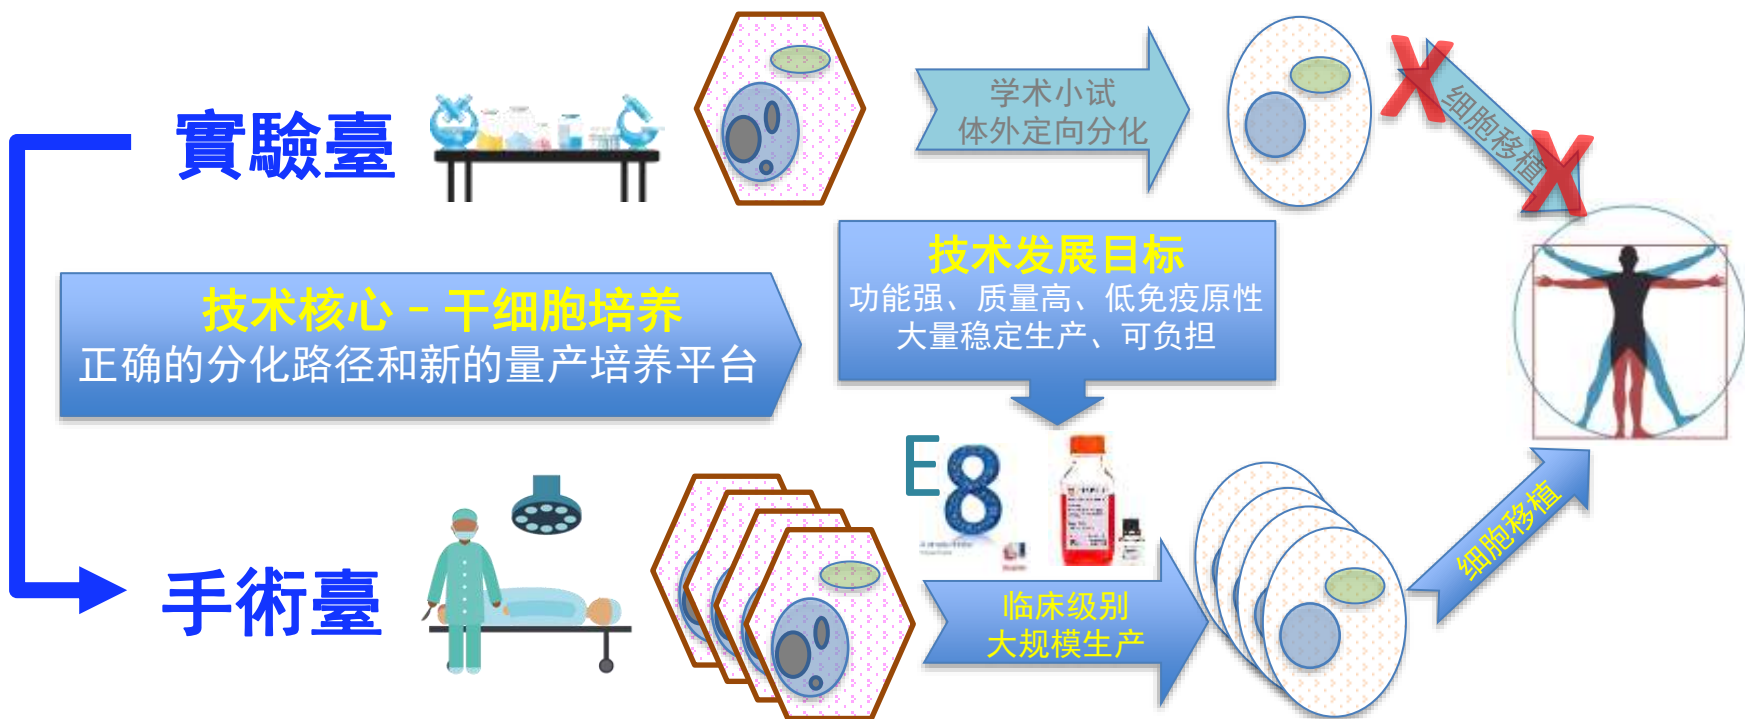 實驗臺
学术小试
体外定向分化
细胞移植
技术核心 – 干细胞培养
正确的分化路径和新的量产培养平台
技术发展目标
功能强、质量高、低免疫原性
大量稳定生产、可负担
E8
手術臺
临床级别
大规模生产
细胞移植